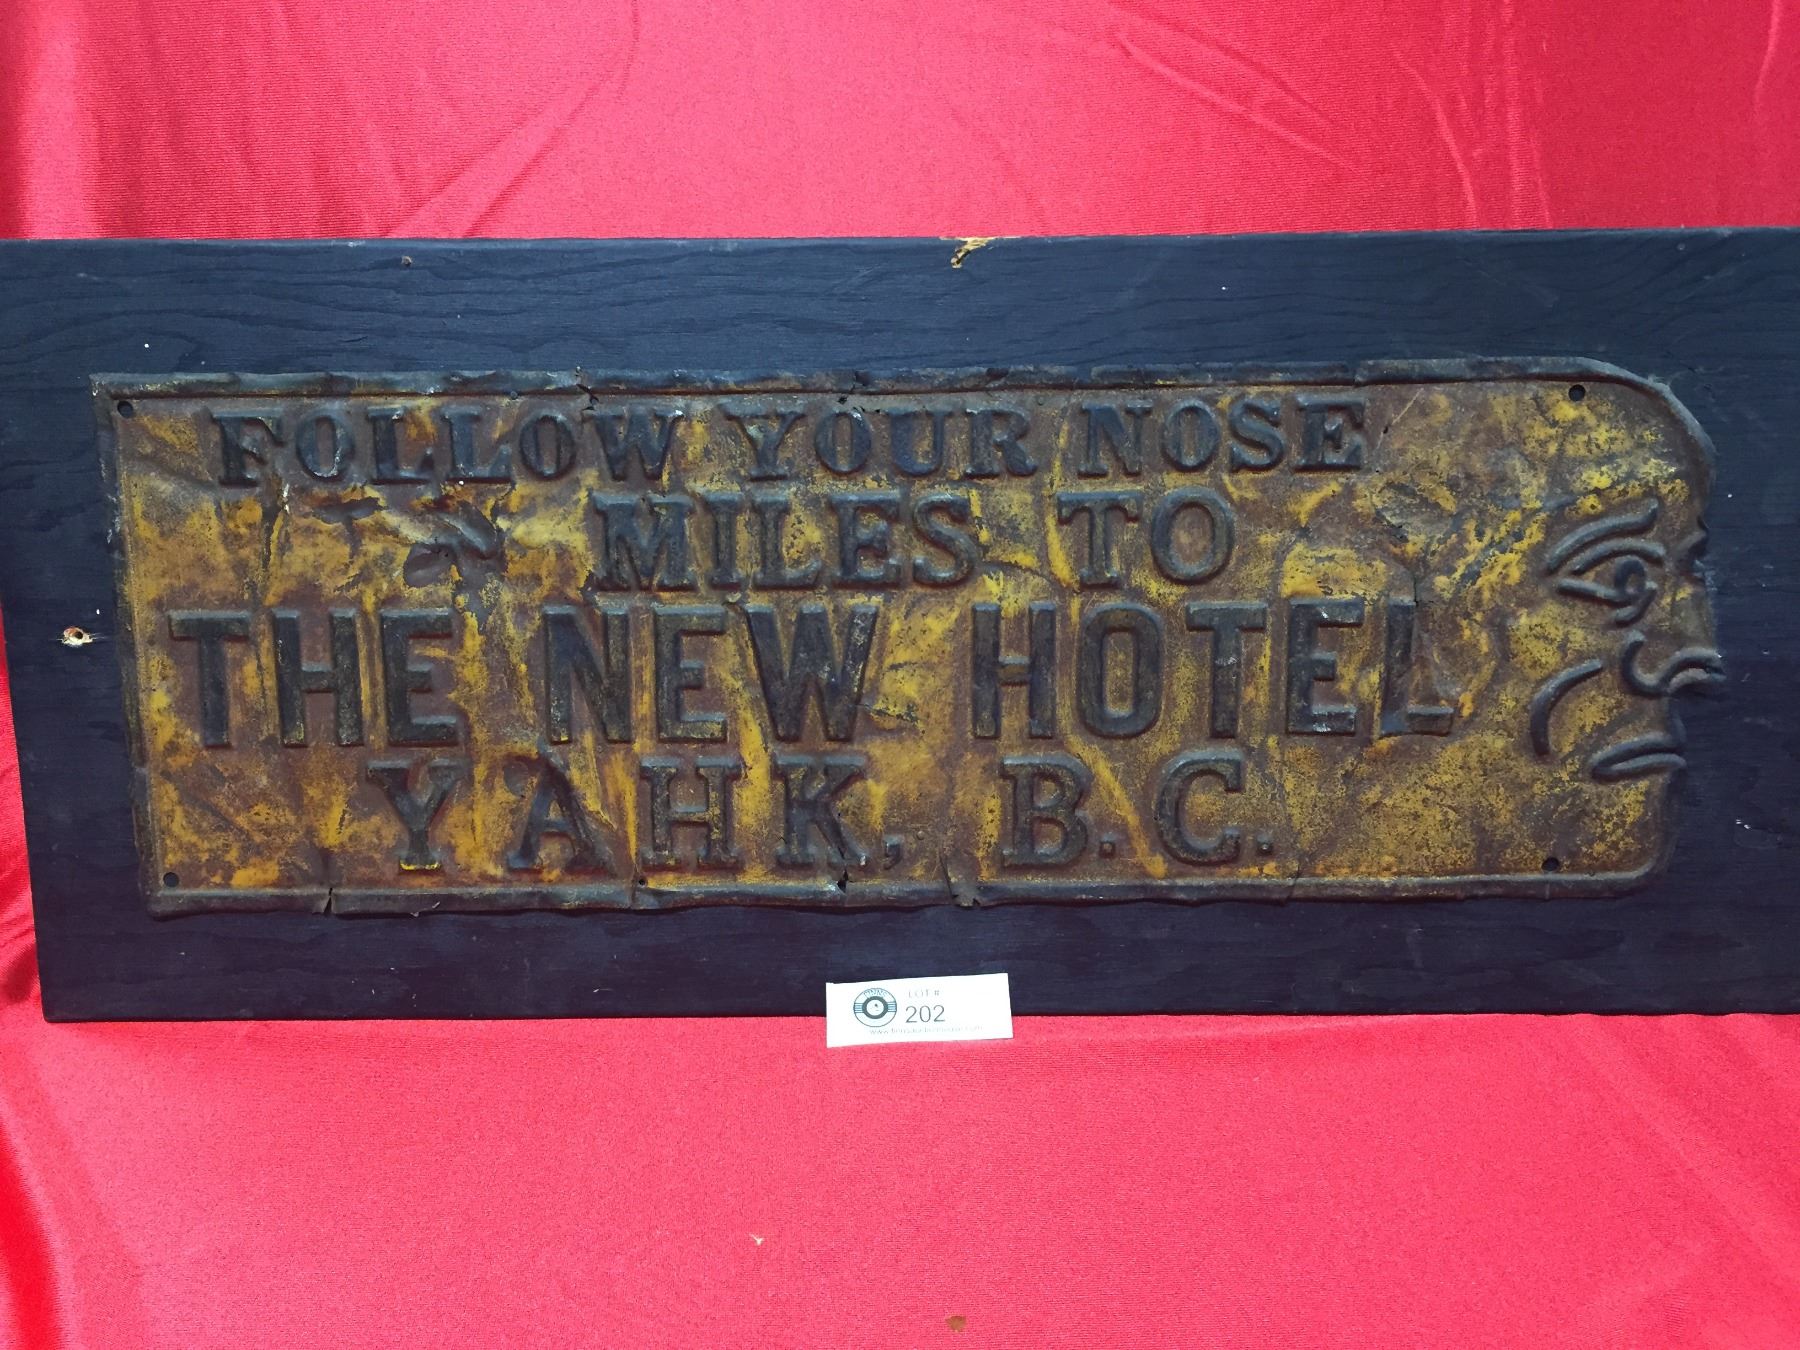 FOLLOW YOUR NOSE
MILES TO
THE NEW HOTEL
YAHK, B.C.
LOT #
202